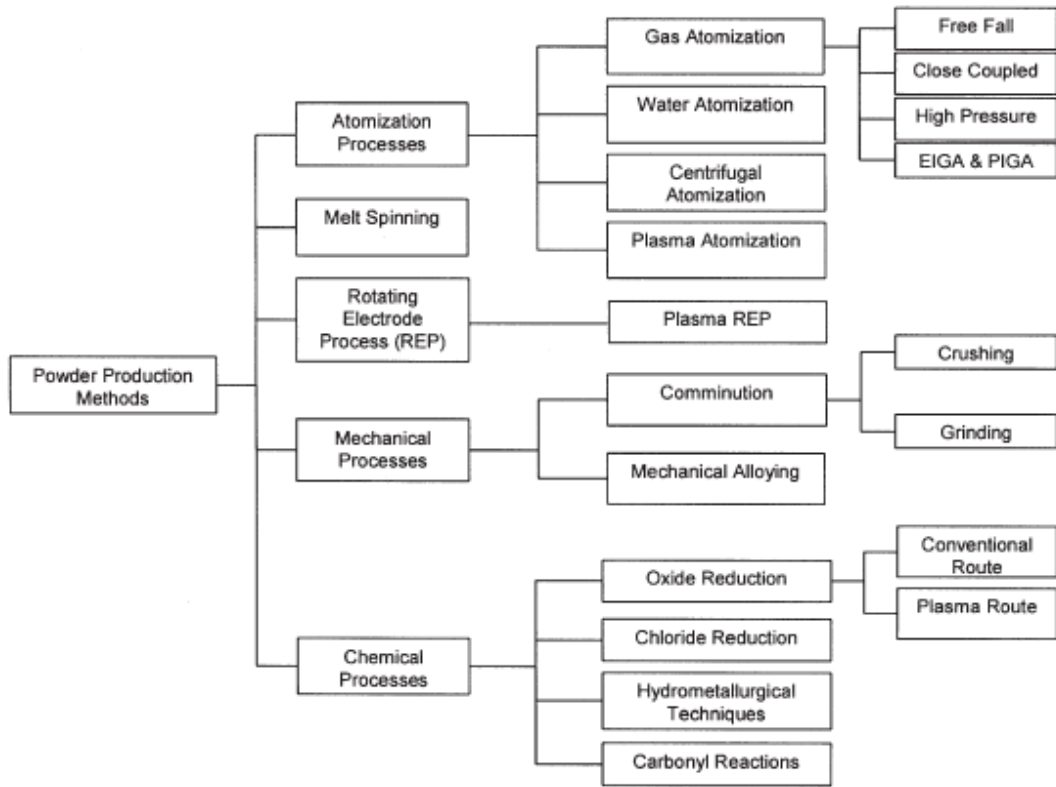 Powder Production
Methods
Atomization
Processes
Melt Spinning
Rotating
Electrode
Process (REP)
Mechanical
Processes
Chemical
Processes
Gas Atomization
Water Atomization
Centrifugal
Atomization
Plasma Atomization
Plasma REP
Comminution
Mechanical Alloying
Oxide Reduction
Chloride Reduction
Hydrometallurgical
Techniques
Carbonyl Reactions
Free Fall
Close Coupled
High Pressure
EIGA & PIGA
Crushing
Grinding
Conventional
Route
Plasma Route